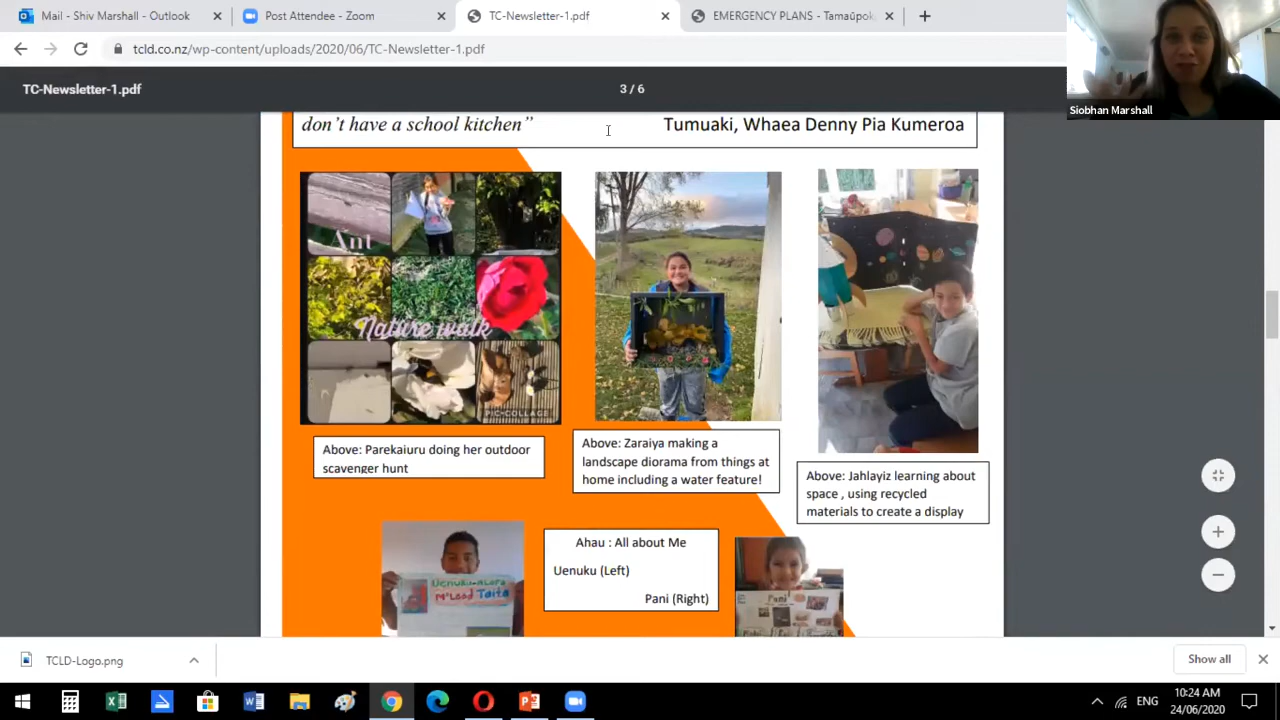 Mail - Shiv Marshall - Outlook
Post Attendee - Zoom
TC-Newsletter-1.pdf
EMERGENCY PLANS - Tamaūpok
tcld.co.nz/wp-content/uploads/2020/06/TC-Newsletter-1.pdf
Siobhan Marshall
TC-Newsletter-1.pdf
3 / 6
don't have a school kitchen”
Tumuaki, Whaea Denny Pia Kumeroa
Ant
Nature walk
PIC•COLLAGE
Above: Parekaiuru doing her outdoor
scavenger hunt
Above: Zaraiya making a
landscape diorama from things at
home including a water feature!
Above: Jahlayiz learning about
space , using recycled
materials to create a display
Ahau : All about Me
Uenuku (Left)
Pani (Right)
M'Lead Taita
Pani
TCLD-Logo.png
Show all
ENG
10:24 AM
24/06/2020